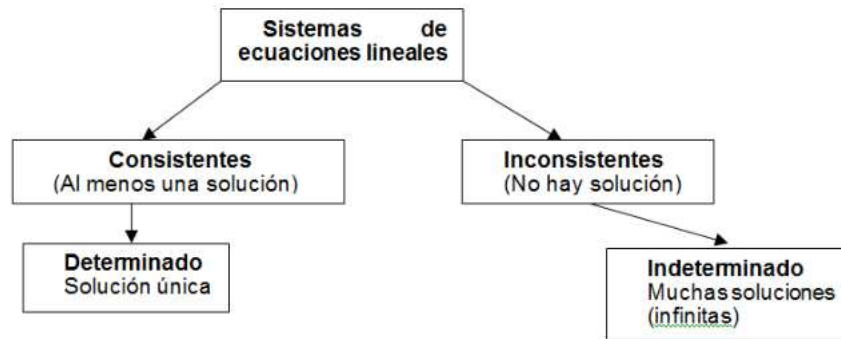 Sistemas de
ecuaciones lineales
Consistentes
(Al menos una solución)
Inconsistentes
(No hay solución)
Determinado
Solución única
Indeterminado
Muchas soluciones
(infinitas)